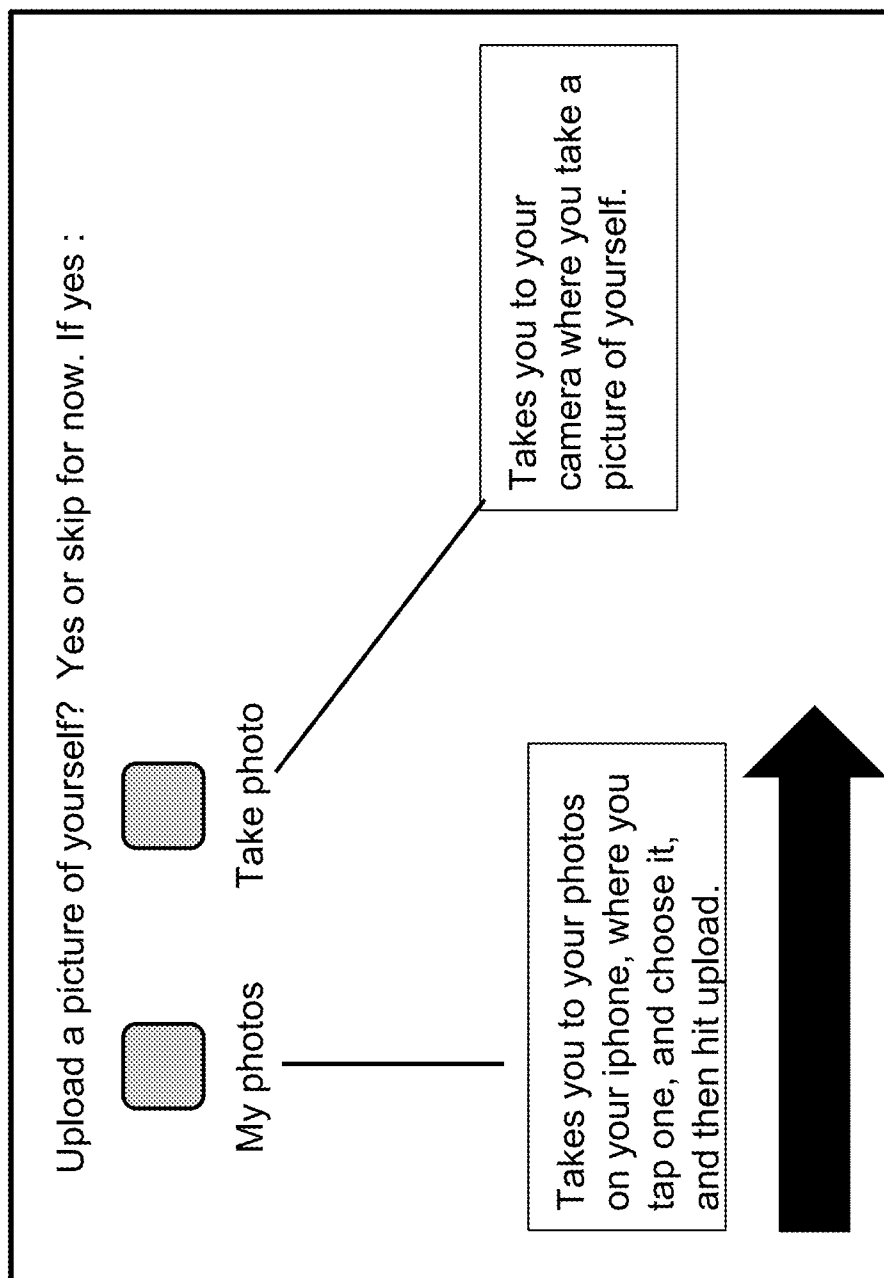 Upload a picture of yourself?  Yes or skip for now. If yes :
My photos
Take photo
Takes you to your photos
on your iphone, where you
tap one, and choose it,
and then hit upload.
Takes you to your
camera where you take a
picture of yourself.